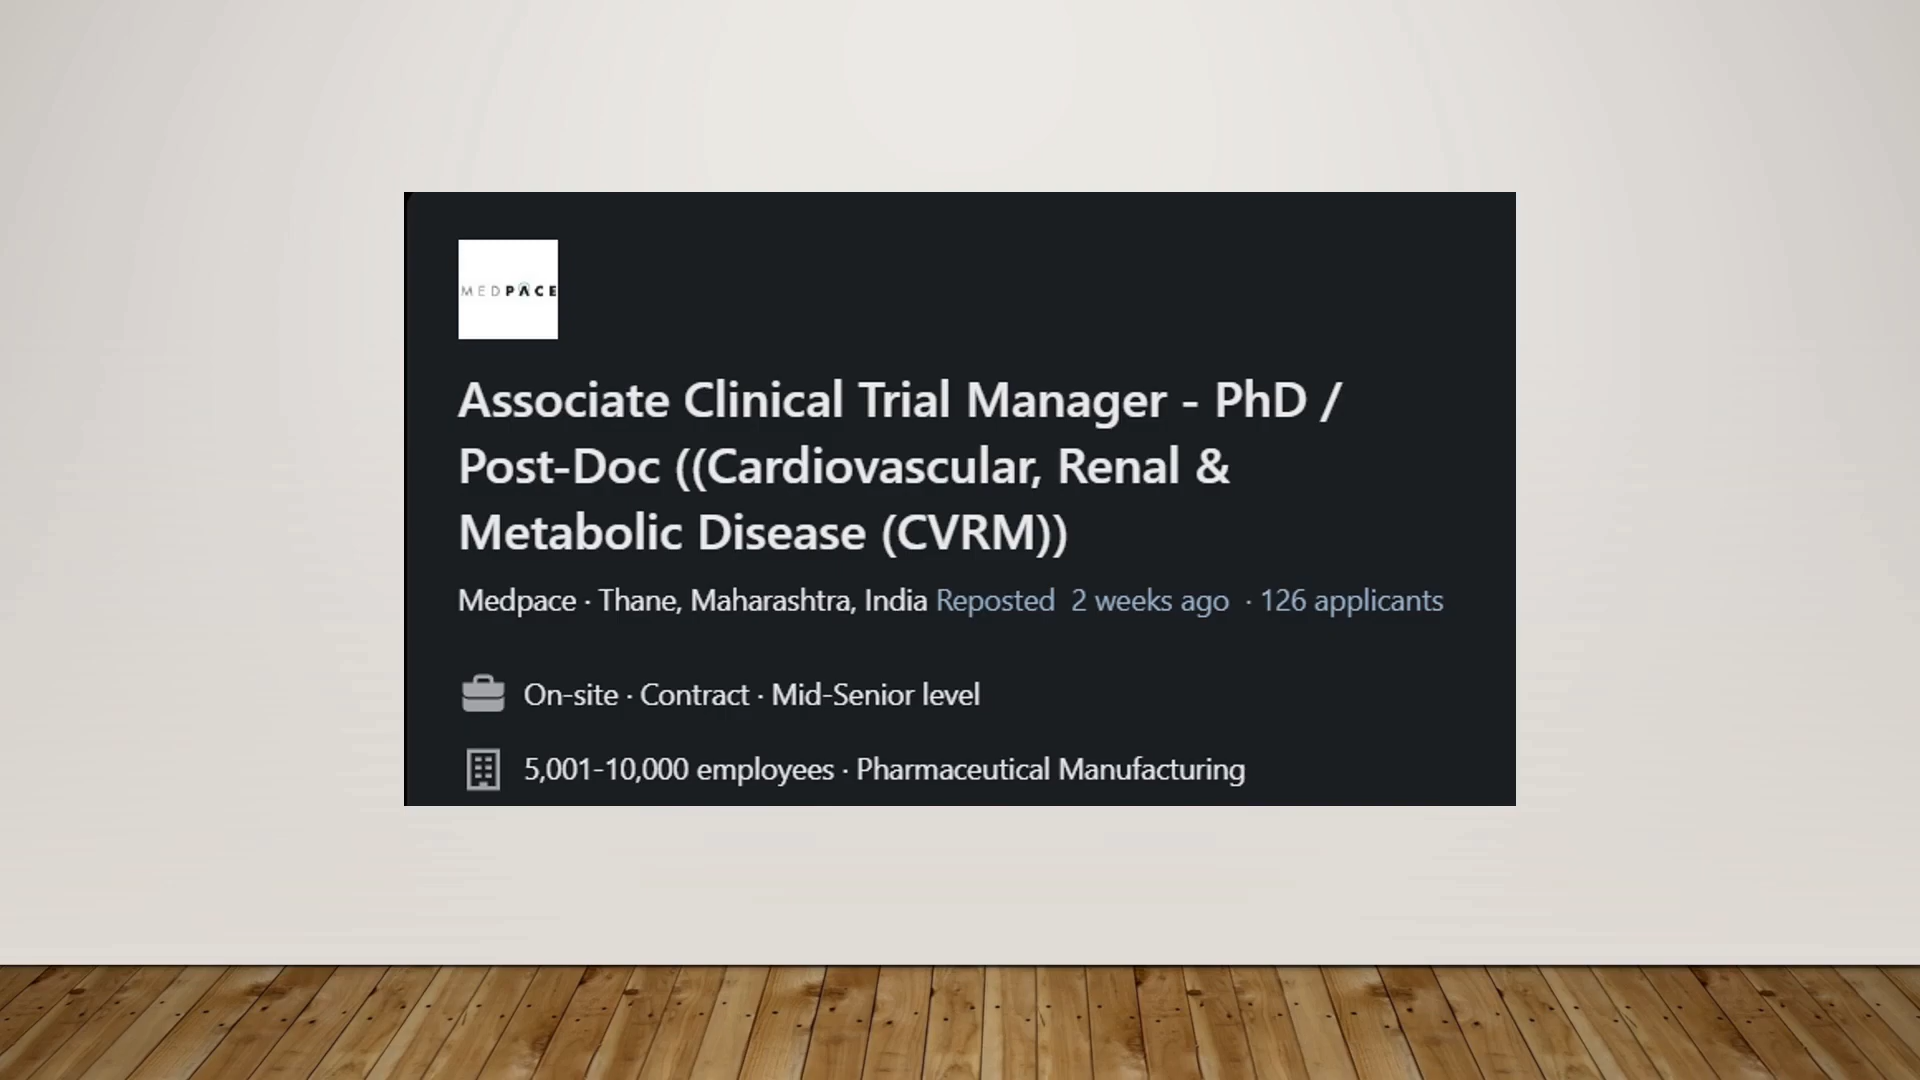 MEDPACE
Associate Clinical Trial Manager - PhD /
Post-Doc ((Cardiovascular, Renal &
Metabolic Disease (CVRM))
Medpace · Thane, Maharashtra, India Reposted 2 weeks ago · 126 applicants
On-site · Contract · Mid-Senior level
5,001-10,000 employees · Pharmaceutical Manufacturing